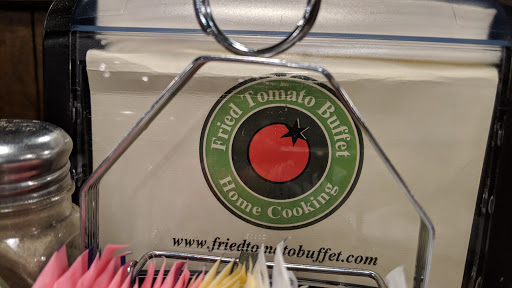 Fried Tomato Buffet
Home Cooking
www.friedtomatobuffet.com